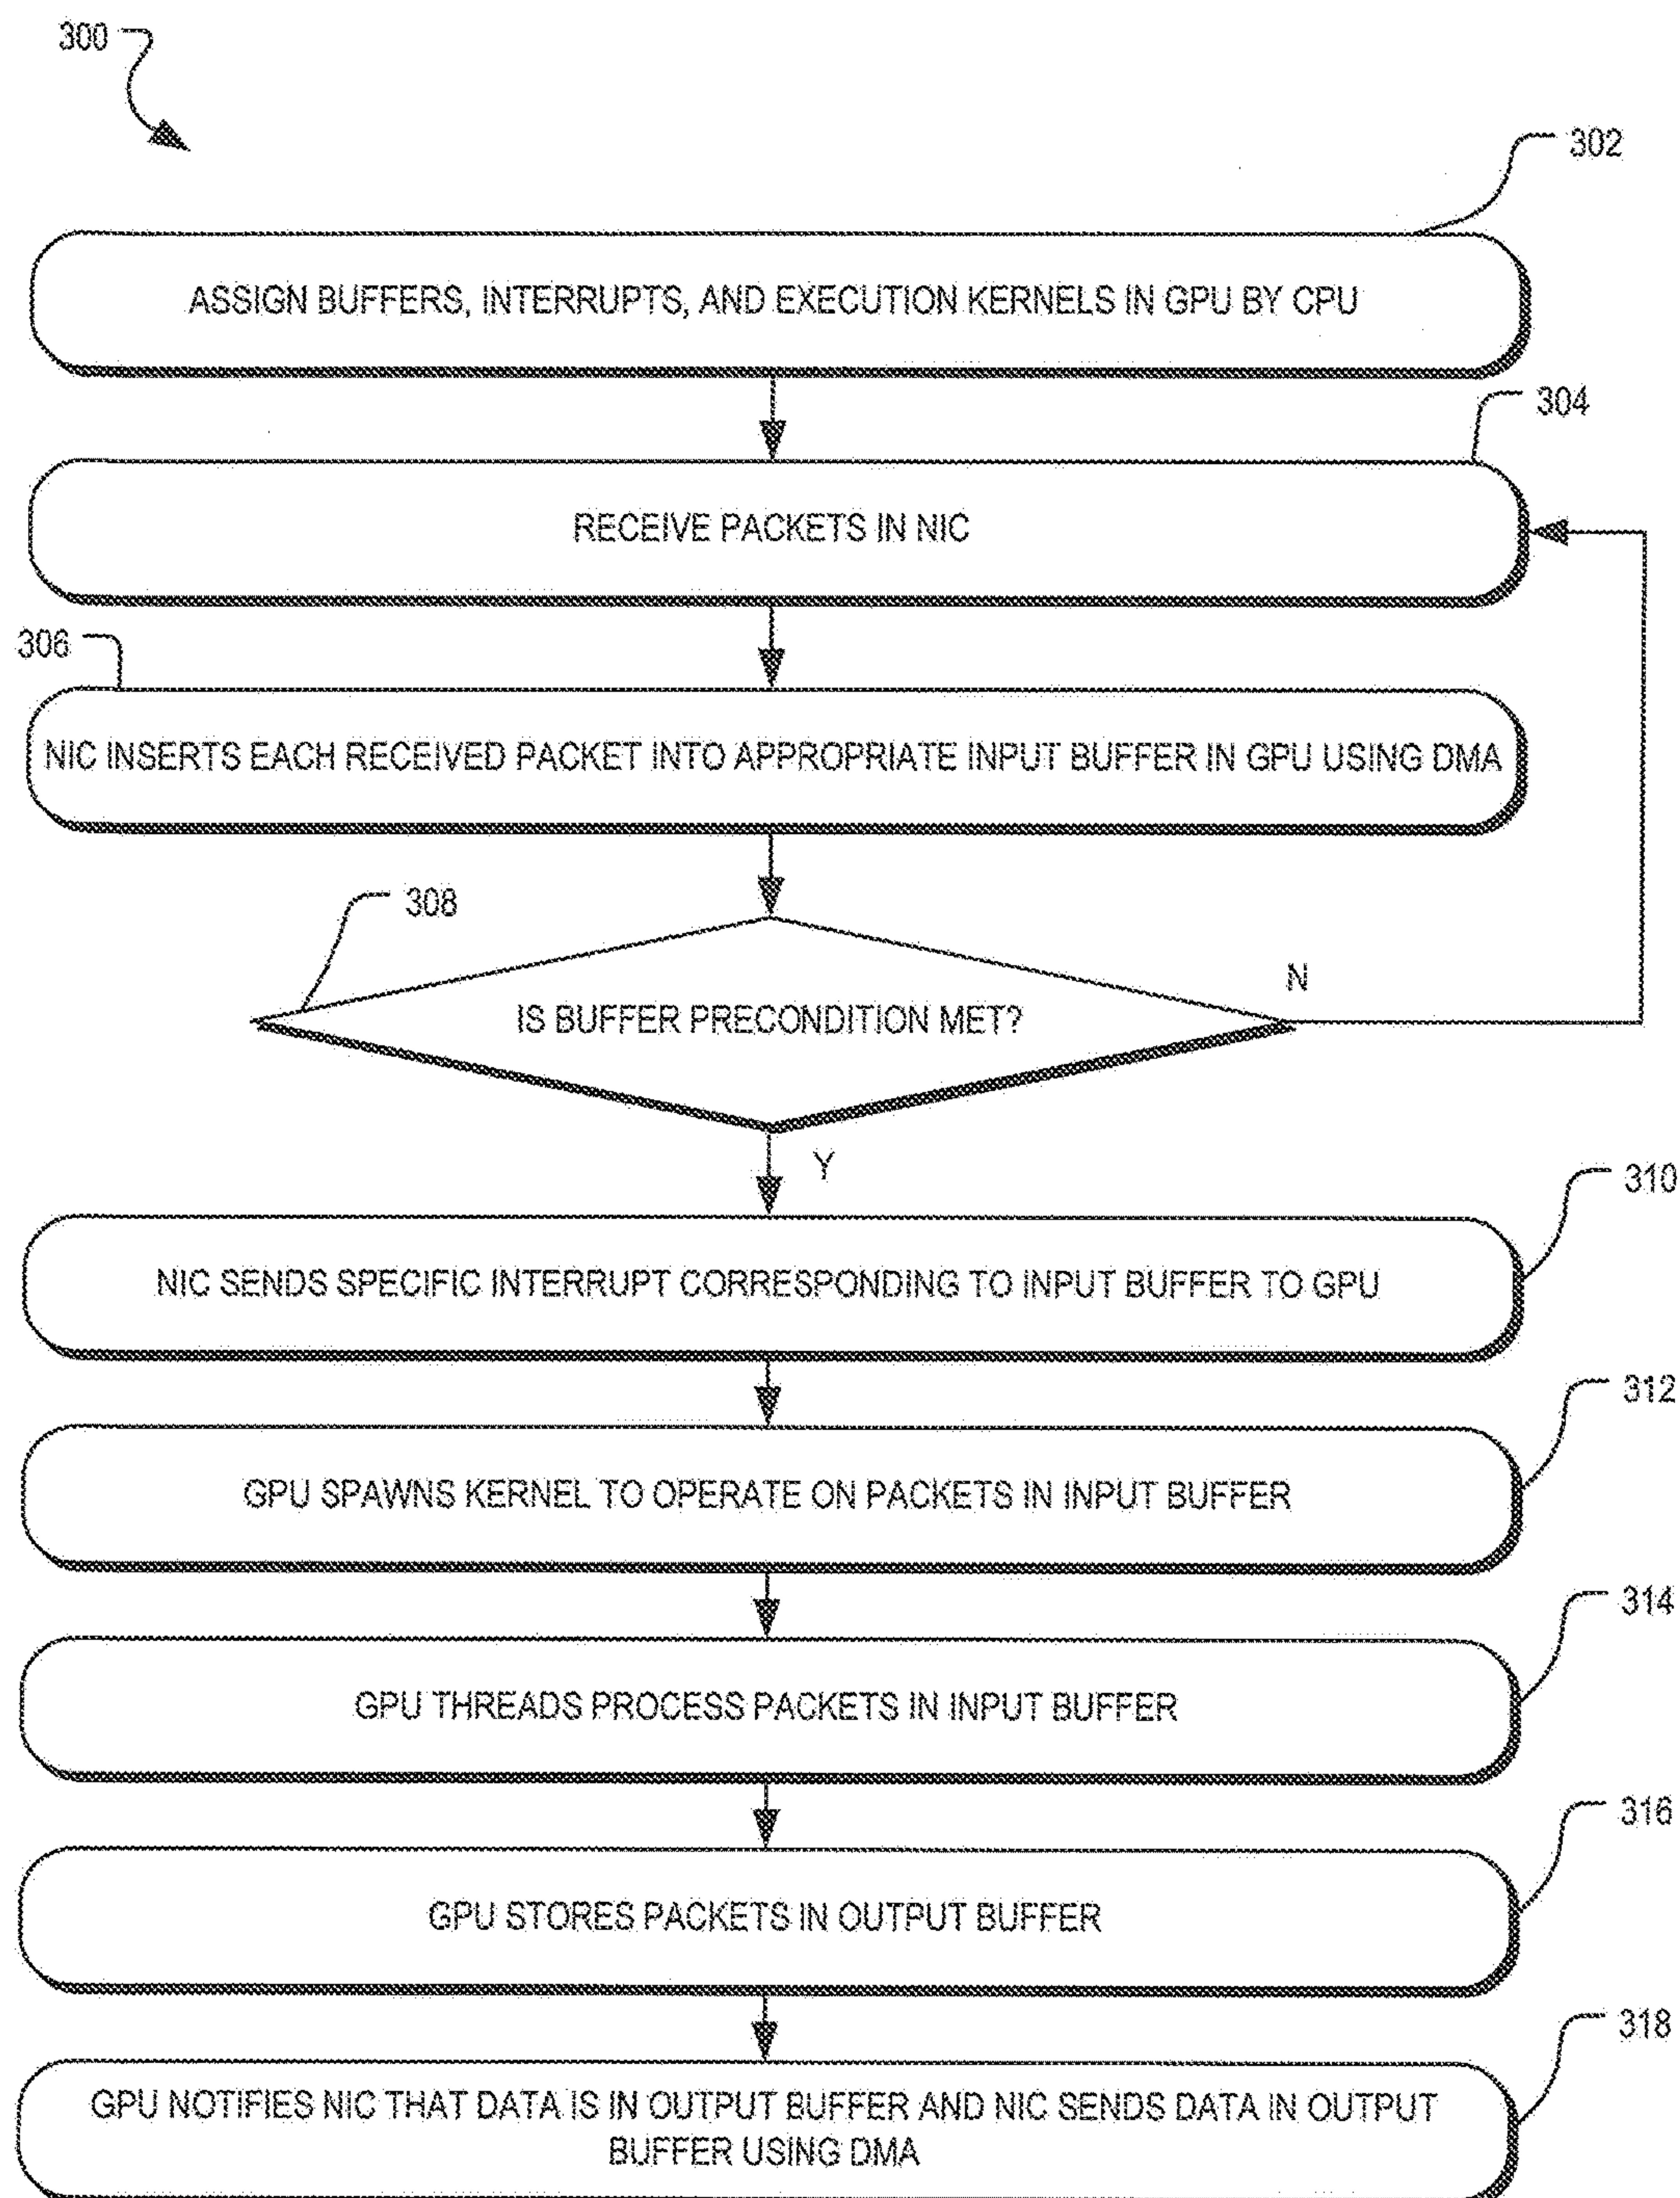 300
302
ASSIGN BUFFERS, INTERRUPTS, AND EXECUTION KERNELS IN GPU BY CPU
304
RECEIVE PACKETS IN NIC
306
NIC INSERTS EACH RECEIVED PACKET INTO APPROPRIATE INPUT BUFFER IN GPU USING DMA
308
N
IS BUFFER PRECONDITION MET?
Y
310
NIC SENDS SPECIFIC INTERRUPT CORRESPONDING TO INPUT BUFFER TO GPU
312
GPU SPAWNS KERNEL TO OPERATE ON PACKETS IN INPUT BUFFER
314
GPU THREADS PROCESS PACKETS IN INPUT BUFFER
316
GPU STORES PACKETS IN OUTPUT BUFFER
318
GPU NOTIFIES NIC THAT DATA IS IN OUTPUT BUFFER AND NIC SENDS DATA IN OUTPUT
BUFFER USING DMA